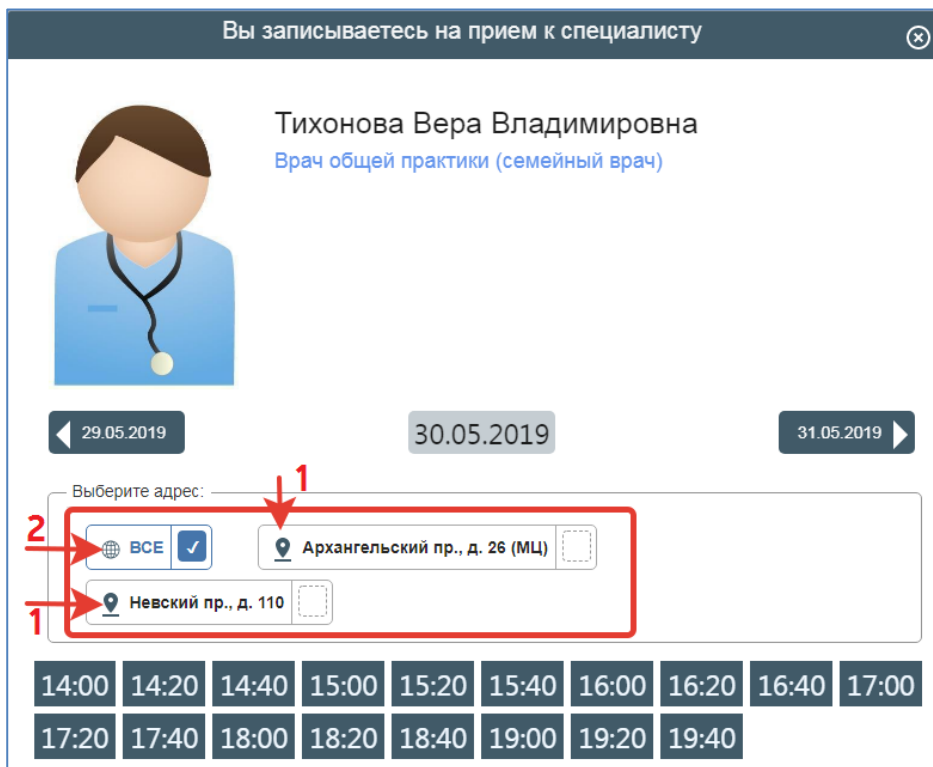 Вы записываетесь на прием к специалисту
Тихонова Вера Владимировна
Врач общей практики (семейный врач)
29.05.2019 30.05.2019 31.05.2019
Выберите адрес: 1
2 ВСЕ Архангельский пр., д. 26 (МЦ)
1 Невский пр., д. 110
14:00 14:20 14:40 15:00 15:20 15:40 16:00 16:20 16:40 17:00
17:20 17:40 18:00 18:20 18:40 19:00 19:20 19:40